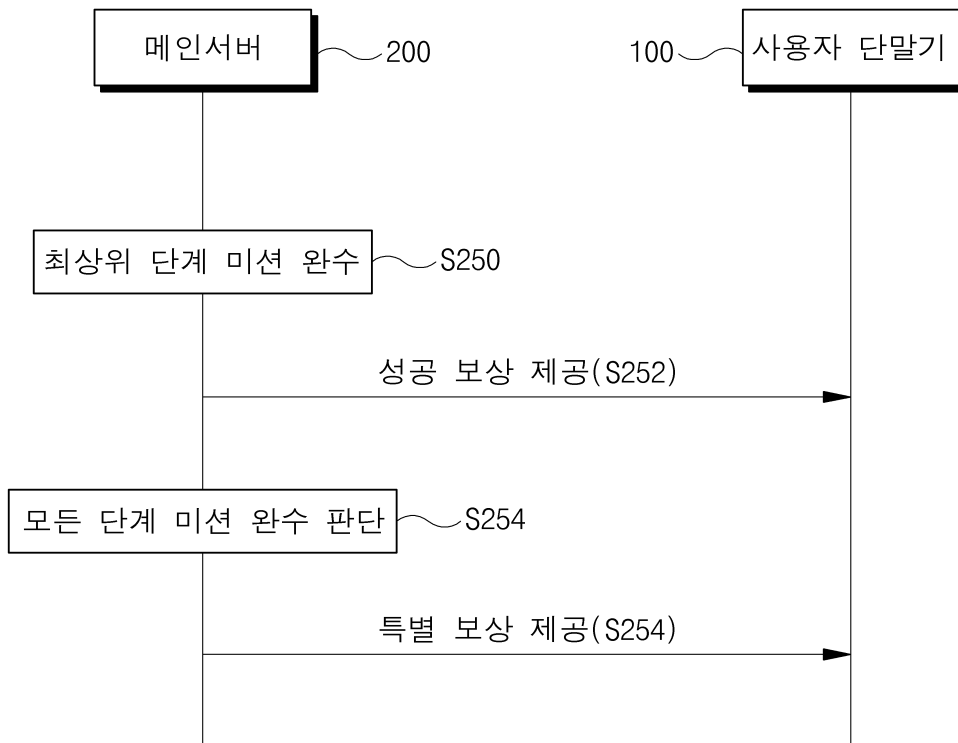 메인서버 200 100 사용자 단말기
최상위 단계 미션 완수 S250
성공 보상 제공(S252)
모든 단계 미션 완수 판단 S254
특별 보상 제공(S254)